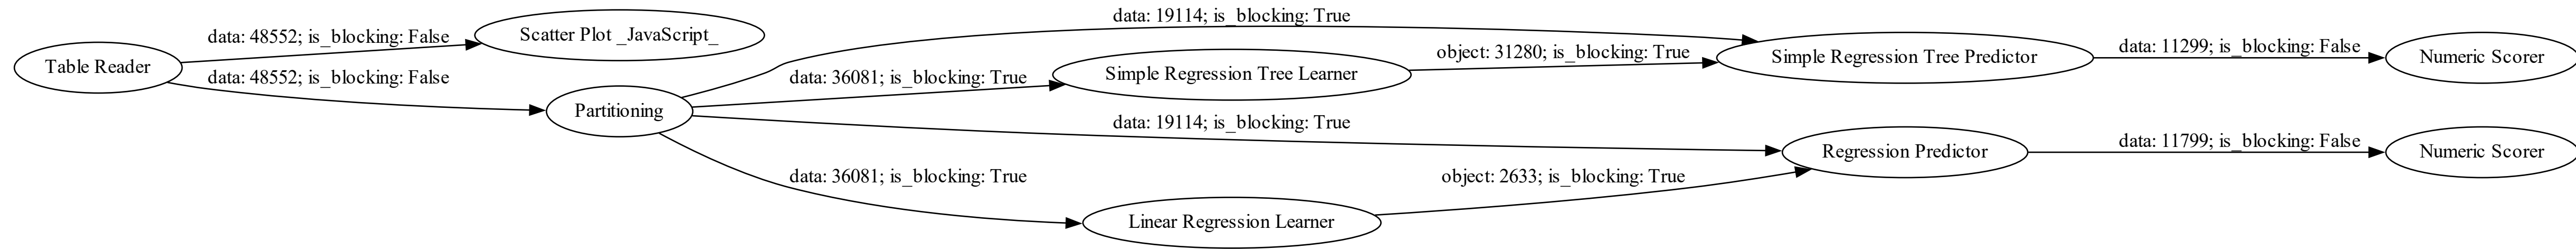 Table Reader
data: 48552; is_blocking: False
Scatter Plot _JavaScript_
data: 48552; is_blocking: False
Partitioning
data: 19114; is_blocking: True
data: 36081; is_blocking: True
Simple Regression Tree Learner
object: 31280; is_blocking: True
Simple Regression Tree Predictor
data: 11299; is_blocking: False
Numeric Scorer
data: 19114; is_blocking: True
data: 36081; is_blocking: True
Linear Regression Learner
object: 2633; is_blocking: True
Regression Predictor
data: 11799; is_blocking: False
Numeric Scorer